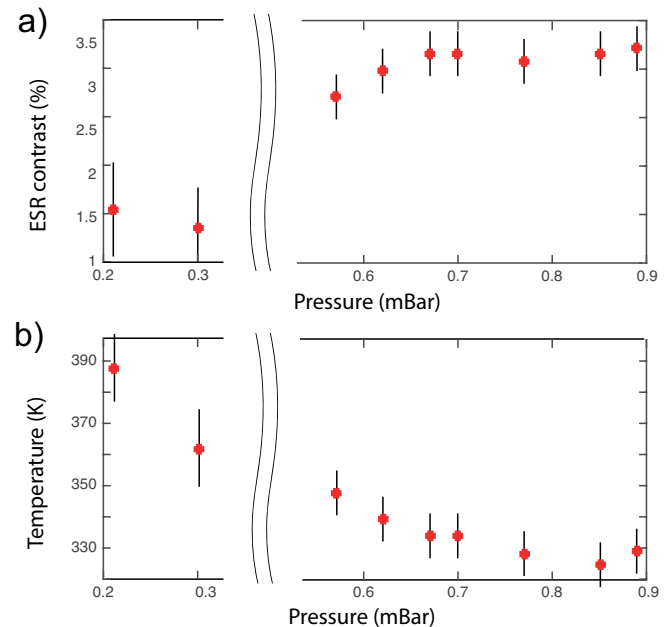 a)
ESR contrast (%)
3.5
3
2.5
2
1.5
1
0.2 0.3 0.6 0.7 0.8 0.9
Pressure (mBar)
b)
Temperature (K)
390
370
350
330
0.2 0.3 0.6 0.7 0.8 0.9
Pressure (mBar)